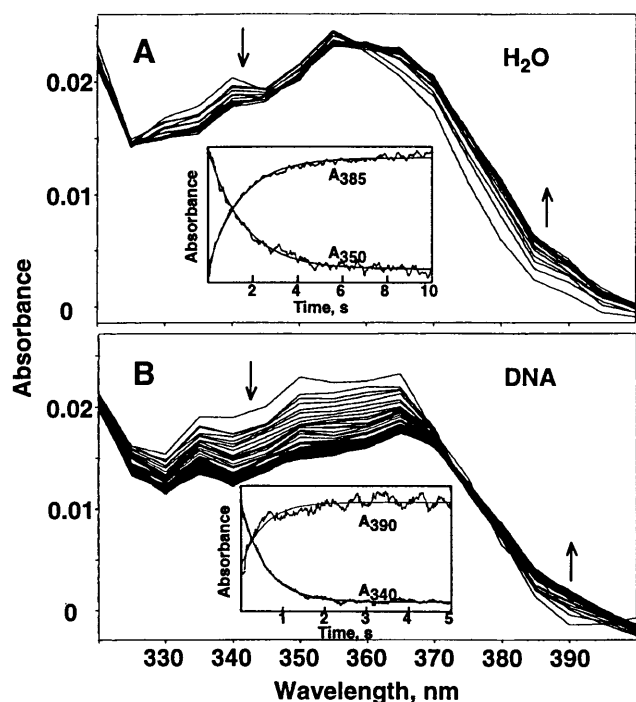 A
H₂O
0.02
0.01
0
A385
A350
Absorbance
2 4 6 8 10
Time, s
Absorbance
B
DNA
0.02
0.01
0
A390
A340
Absorbance
1 2 3 4 5
Time, s
330 340 350 360 370 380 390
Wavelength, nm